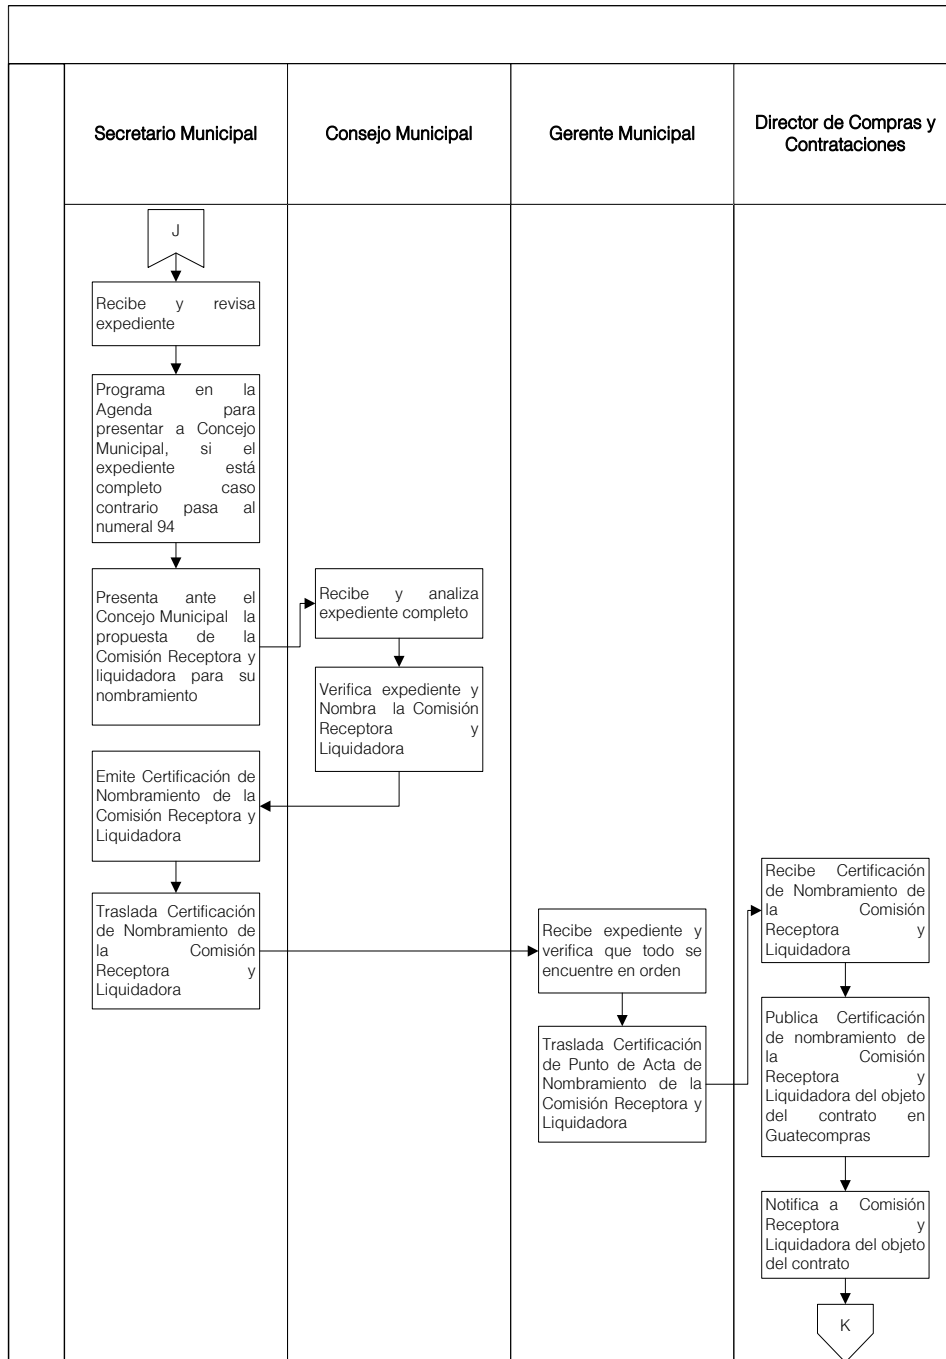 Secretario Municipal
Consejo Municipal
Gerente Municipal
Director de Compras y
Contrataciones
J
Recibe y revisa
expediente
Programa en la
Agenda para
presentar a Concejo
Municipal, si el
expediente está
completo caso
contrario pasa al
numeral 94
Presenta ante el
Concejo Municipal la
propuesta de la
Comisión Receptora y
liquidadora para su
nombramiento
Recibe y analiza
expediente completo
Verifica expediente y
Nombra la Comisión
Receptora y
Liquidadora
Emite Certificación de
Nombramiento de la
Comisión Receptora y
Liquidadora
Traslada Certificación
de Nombramiento de
la Comisión
Receptora y
Liquidadora
Recibe expediente y
verifica que todo se
encuentre en orden
Traslada Certificación
de Punto de Acta de
Nombramiento de la
Comisión Receptora y
Liquidadora
Recibe Certificación
de Nombramiento de
la Comisión
Receptora y
Liquidadora
Publica Certificación
de nombramiento de
la Comisión
Receptora y
Liquidadora del objeto
del contrato en
Guatecompras
Notifica a Comisión
Receptora y
Liquidadora del objeto
del contrato
K